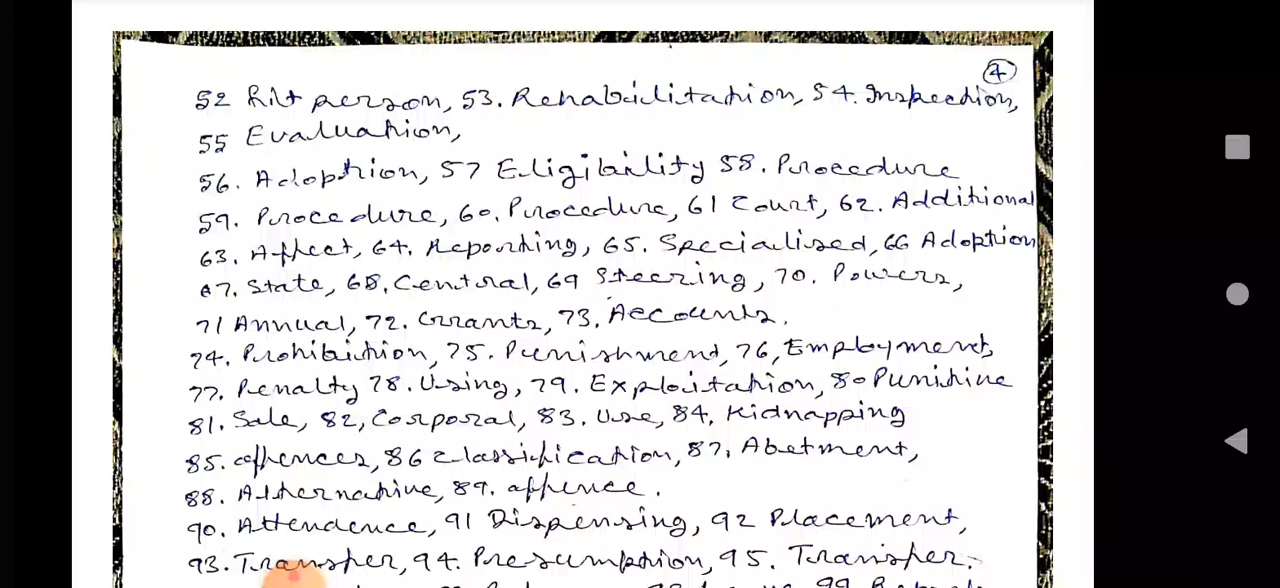 4
52 Fit person, 53. Rehabilitation, 54. Inspection,
55 Evaluation,
56. Adoption, 57 Eligibility 58. Procedure
59. Procedure, 60. Procedure, 61 Court, 62. Additional
63. Affect, 64. Reporting, 65. Specialised, 66 Adoption
67. State, 68. Central, 69 Steering, 70. Powers,
71 Annual, 72. Grants, 73. Accounts.
74. Prohibition, 75. Punishment, 76, Employment,
77. Penalty 78. Using, 79. Exploitation, 80 Punitive
81. Sale, 82, Corporal, 83. Use, 84. Kidnapping
85. offences, 86 classification, 87, Abetment,
88. Alternative, 89. offence.
90. Attendence, 91 Dispensing, 92 Placement,
93. Transfer, 94. Presumption, 95. Transfer.